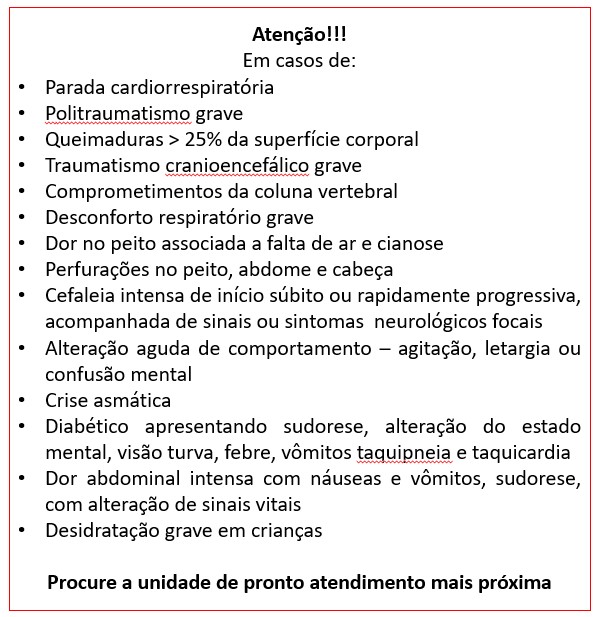 Atenção!!!
Em casos de:
• Parada cardiorrespiratória
• Politraumatismo grave
• Queimaduras > 25% da superfície corporal
• Traumatismo cranioencefálico grave
• Comprometimentos da coluna vertebral
• Desconforto respiratório grave
• Dor no peito associada a falta de ar e cianose
• Perfurações no peito, abdome e cabeça
• Cefaleia intensa de início súbito ou rapidamente progressiva,
acompanhada de sinais ou sintomas neurológicos focais
• Alteração aguda de comportamento – agitação, letargia ou
confusão mental
• Crise asmática
• Diabético apresentando sudorese, alteração do estado
mental, visão turva, febre, vômitos taquipneia e taquicardia
• Dor abdominal intensa com náuseas e vômitos, sudorese,
com alteração de sinais vitais
• Desidratação grave em crianças
Procure a unidade de pronto atendimento mais próxima